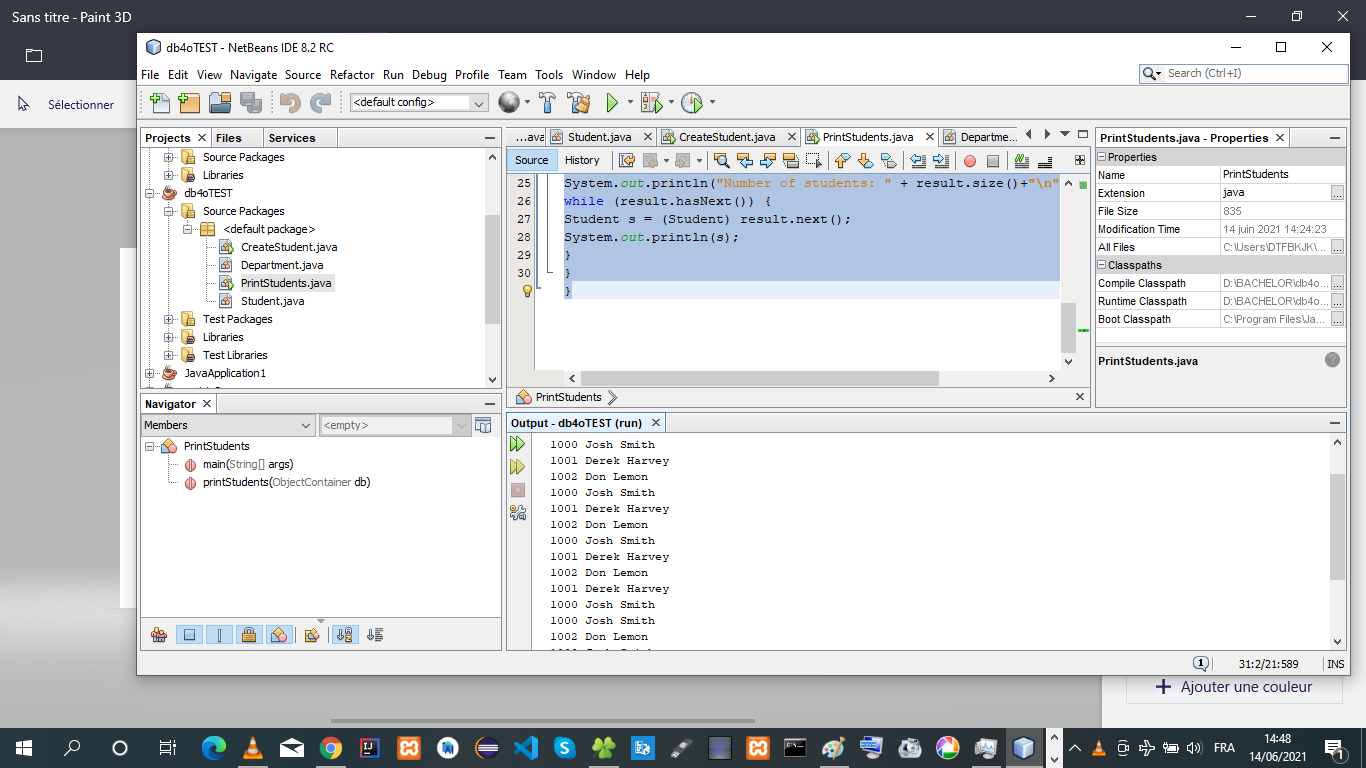 Sans titre - Paint 3D
Sélectionner
db4oTEST - NetBeans IDE 8.2 RC
File Edit View Navigate Source Refactor Run Debug Profile Team Tools Window Help
Search (Ctrl+I)
<default config>
Projects Files Services
Source Packages
Libraries
db4oTEST
Source Packages
<default package>
CreateStudent.java
Department.java
PrintStudents.java
Student.java
Test Packages
Libraries
Test Libraries
JavaApplication1
Navigator
Members <empty>
PrintStudents
main(String[] args)
printStudents(ObjectContainer db)
...ava Student.java CreateStudent.java PrintStudents.java Departme...
Source History
25 System.out.println("Number of students: " + result.size()+"\n"
26 while (result.hasNext()) {
27 Student s = (Student) result.next();
28 System.out.println(s);
29 }
30 }
}
PrintStudents
PrintStudents.java - Properties
Properties
Name PrintStudents
Extension java
File Size 835
Modification Time 14 juin 2021 14:24:23
All Files C:\Users\DTFBKJK\...
Classpaths
Compile Classpath D:\BACHELOR\db4o...
Runtime Classpath D:\BACHELOR\db4o...
Boot Classpath C:\Program Files\Ja...
PrintStudents.java
Output - db4oTEST (run)
1000 Josh Smith
1001 Derek Harvey
1002 Don Lemon
1000 Josh Smith
1001 Derek Harvey
1002 Don Lemon
1000 Josh Smith
1001 Derek Harvey
1002 Don Lemon
1001 Derek Harvey
1000 Josh Smith
1000 Josh Smith
1002 Don Lemon
1 31:2/21:589 INS
Ajouter une couleur
FRA
14:48
14/06/2021
1